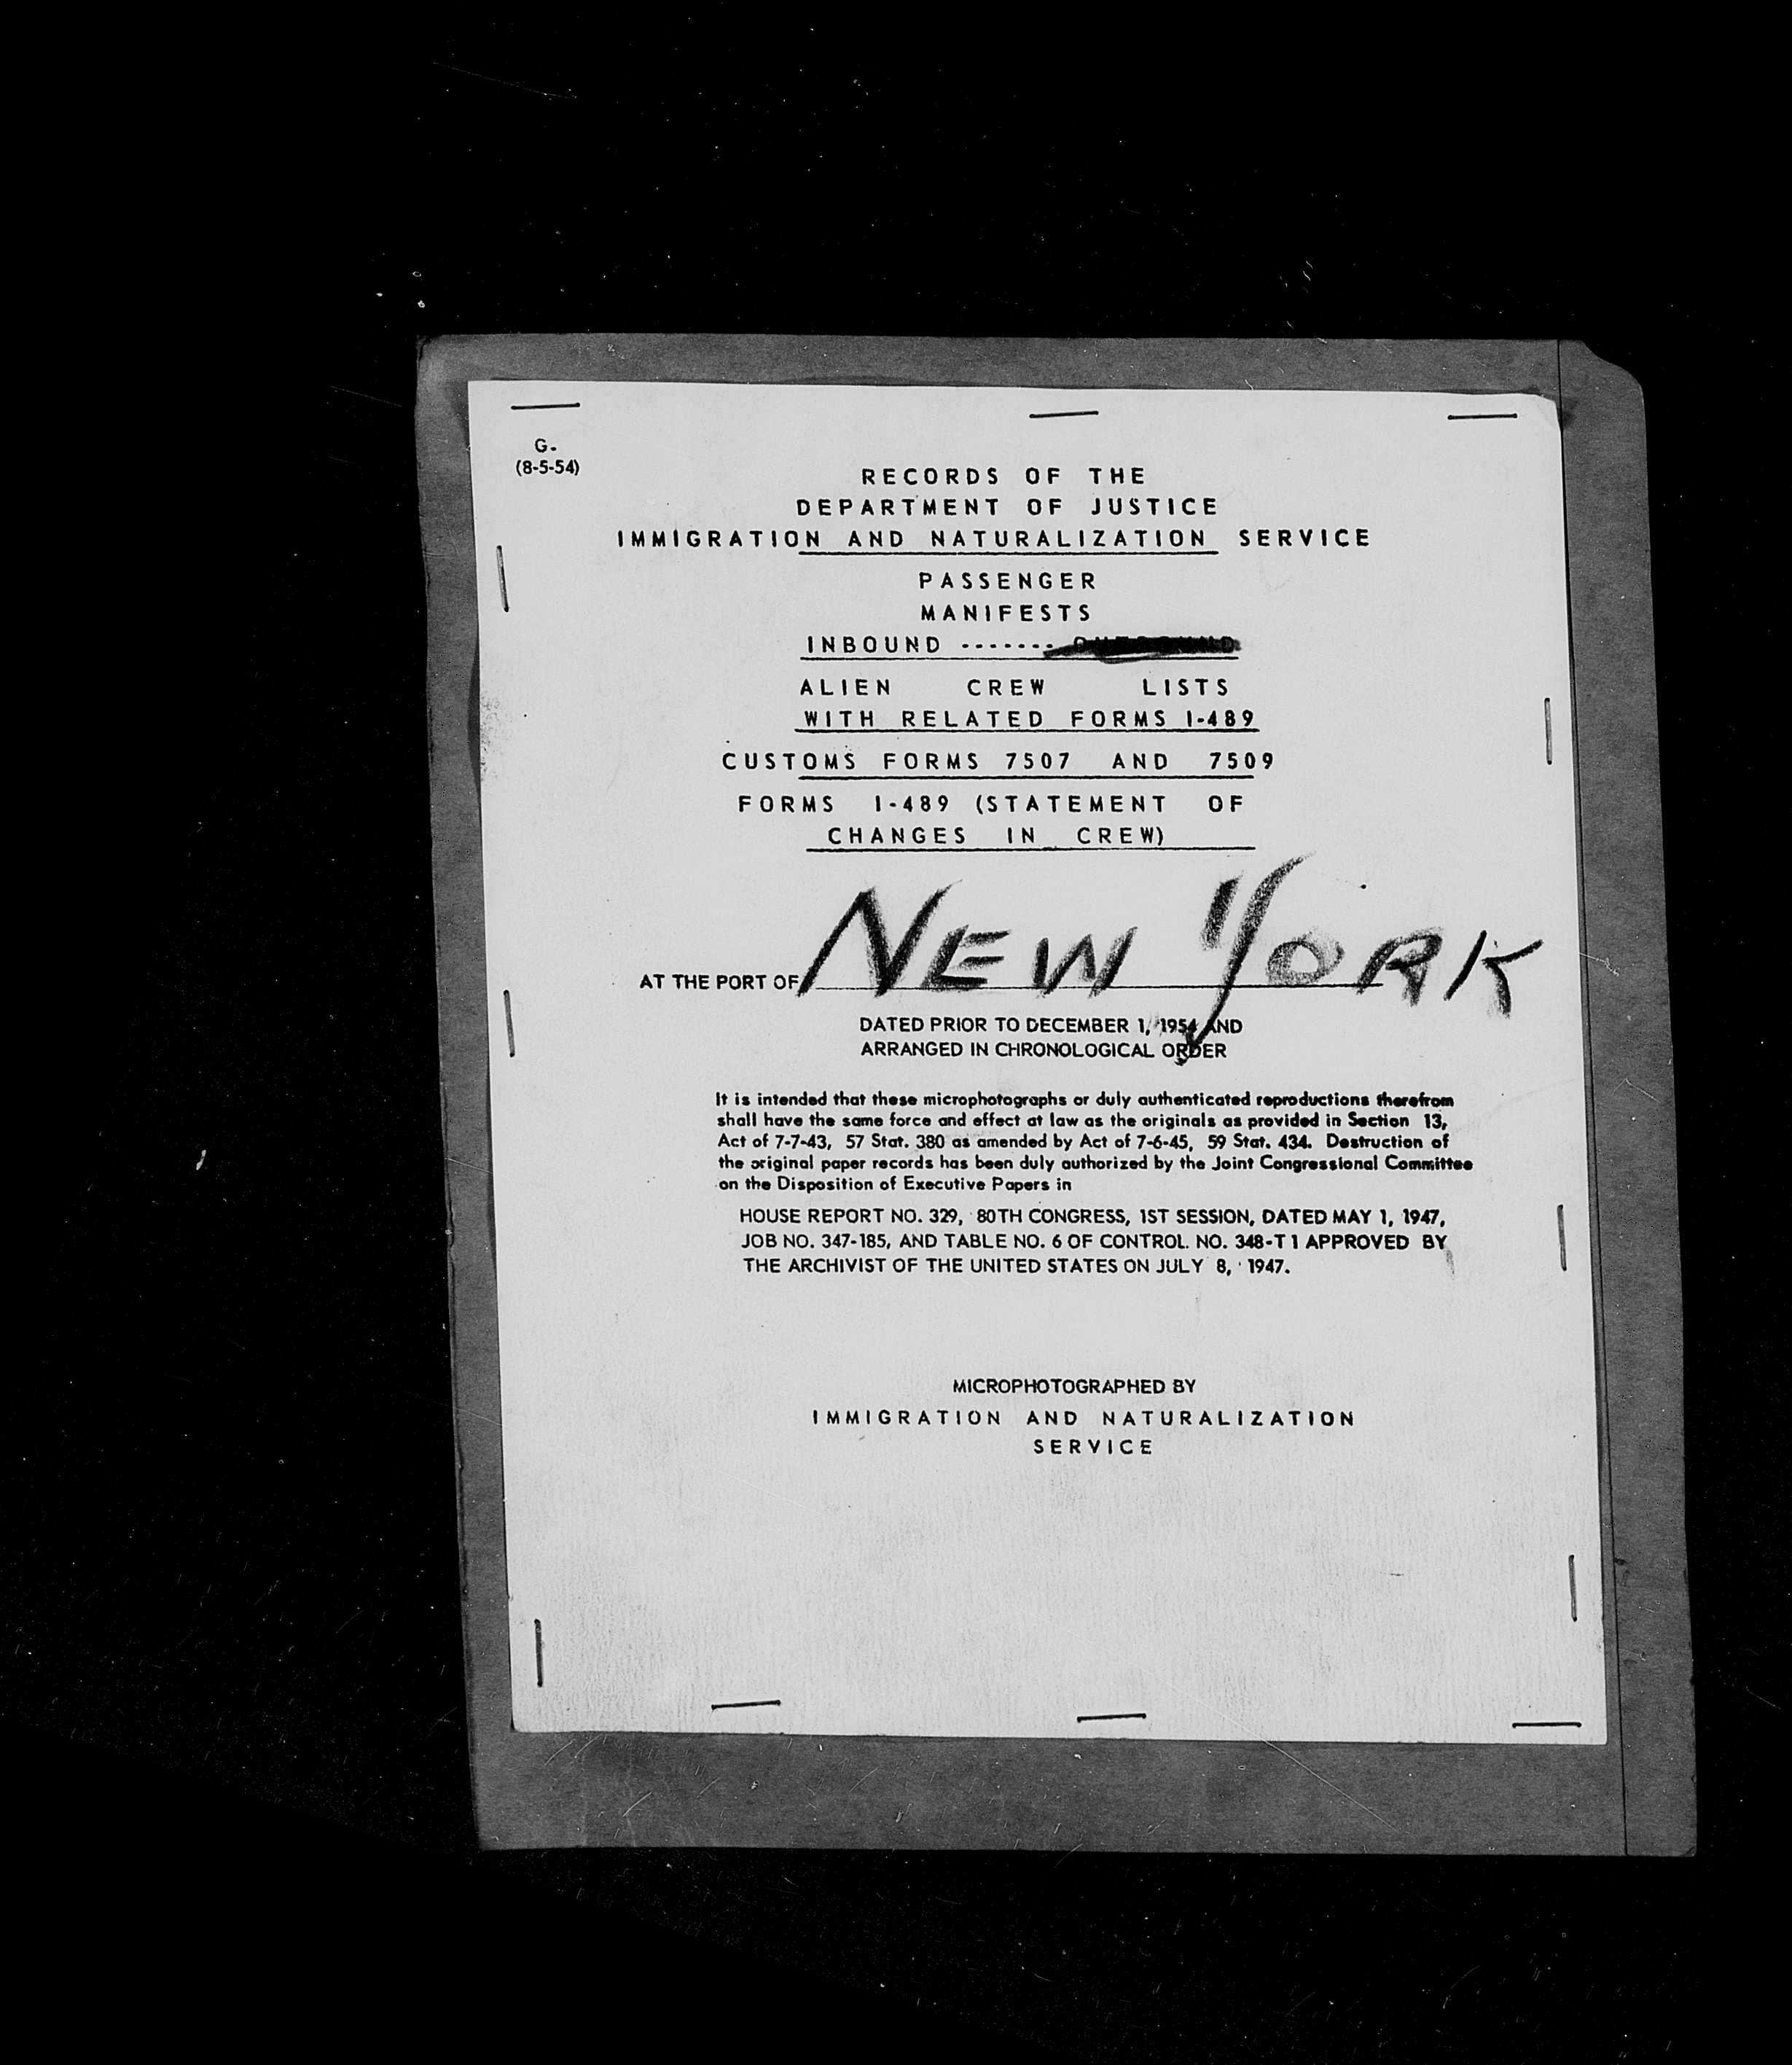 G-
(8-5-54)
RECORDS OF THE
DEPARTMENT OF JUSTICE
IMMIGRATION AND NATURALIZATION SERVICE
PASSENGER
MANIFESTS
INBOUND -------
ALIEN CREW LISTS
WITH RELATED FORMS I-489
CUSTOMS FORMS 7507 AND 7509
FORMS I-489 (STATEMENT OF
CHANGES IN CREW)
AT THE PORT OF NEW YORK
DATED PRIOR TO DECEMBER 1, 1954 AND
ARRANGED IN CHRONOLOGICAL ORDER
It is intended that these microphotographs or duly authenticated reproductions therefrom
shall have the same force and effect at law as the originals as provided in Section 13,
Act of 7-7-43, 57 Stat. 380 as amended by Act of 7-6-45, 59 Stat. 434. Destruction of
the original paper records has been duly authorized by the Joint Congressional Committee
on the Disposition of Executive Papers in
HOUSE REPORT NO. 329, 80TH CONGRESS, 1ST SESSION, DATED MAY 1, 1947,
JOB NO. 347-185, AND TABLE NO. 6 OF CONTROL. NO. 348-T1 APPROVED BY
THE ARCHIVIST OF THE UNITED STATES ON JULY 8, 1947.
MICROPHOTOGRAPHED BY
IMMIGRATION AND NATURALIZATION
SERVICE